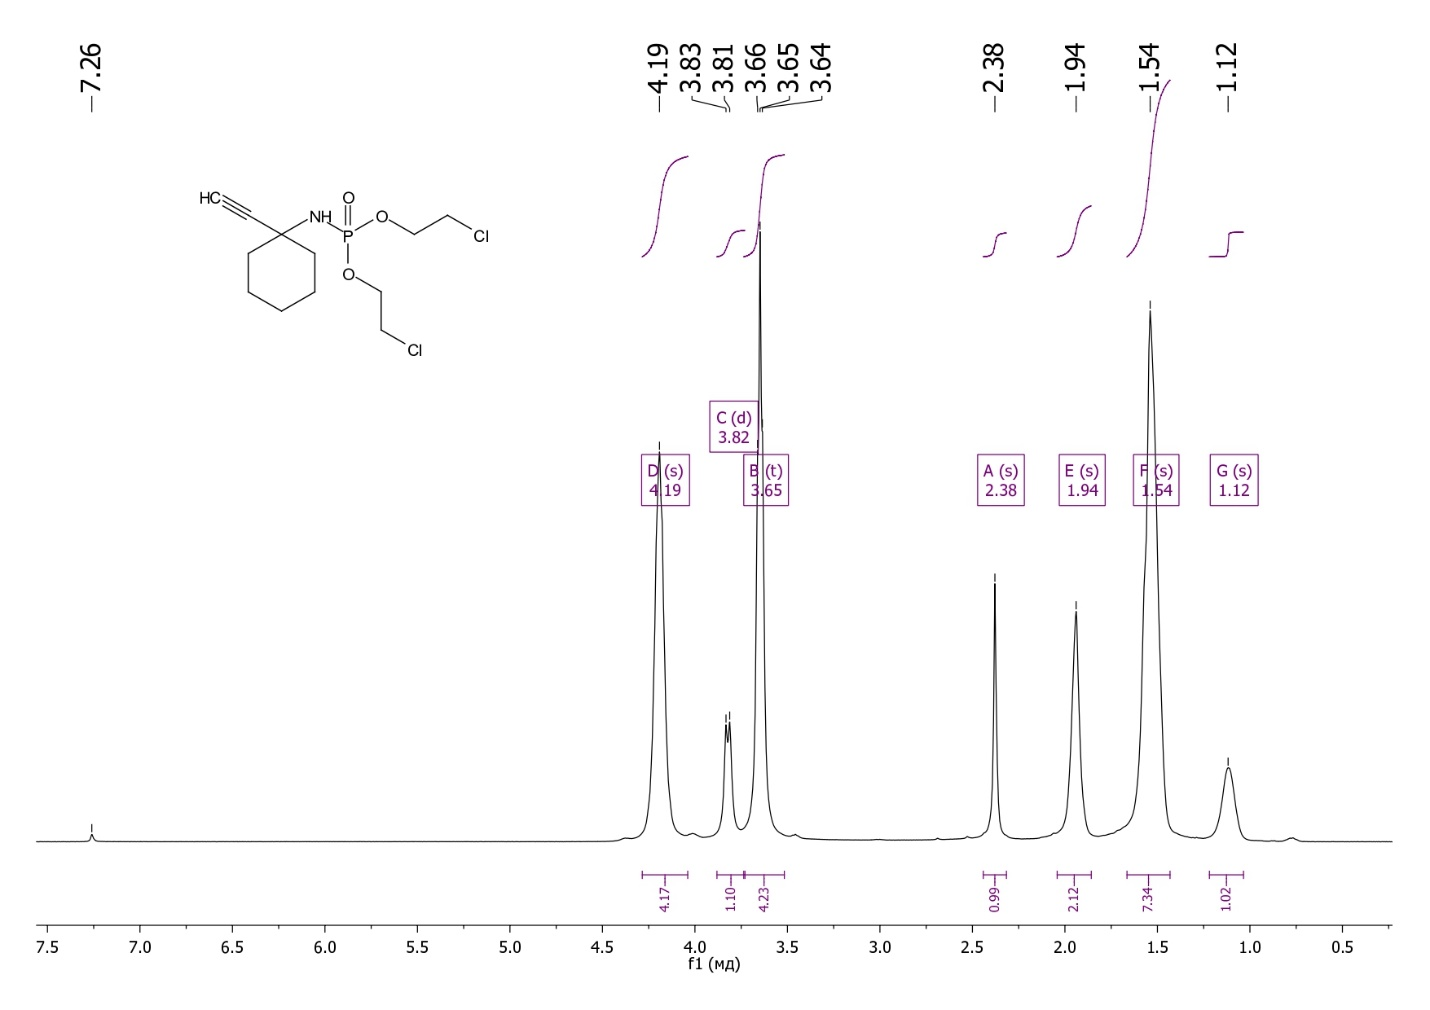 7.26
4.19
3.83
3.81
3.66
3.65
3.64
2.38
1.94
1.54
1.12
HC
NH
O
P
O
Cl
O
Cl
C (d)
3.82
D (s)
4.19
B (t)
3.65
A (s)
2.38
E (s)
1.94
F (s)
1.54
G (s)
1.12
4.17
1.10
4.23
0.99
2.12
7.34
1.02
7.5 7.0 6.5 6.0 5.5 5.0 4.5 4.0 3.5 3.0 2.5 2.0 1.5 1.0 0.5
f1 (мд)